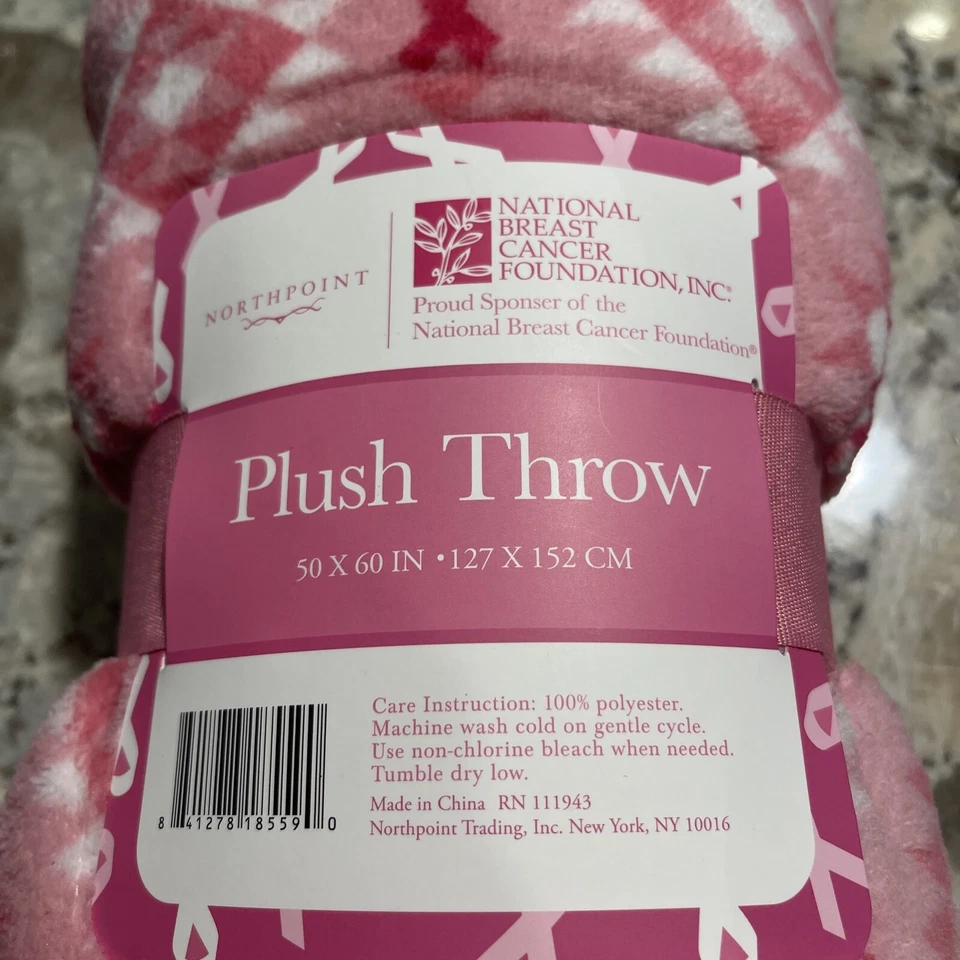 NORTHPOINT
NATIONAL
BREAST
CANCER
FOUNDATION, INC.®
Proud Sponser of the
National Breast Cancer Foundation®
Plush Throw
50 X 60 IN • 127 X 152 CM
Care Instruction: 100% polyester.
Machine wash cold on gentle cycle.
Use non-chlorine bleach when needed.
Tumble dry low.
Made in China RN 111943
Northpoint Trading, Inc. New York, NY 10016
8 41278 18559 0